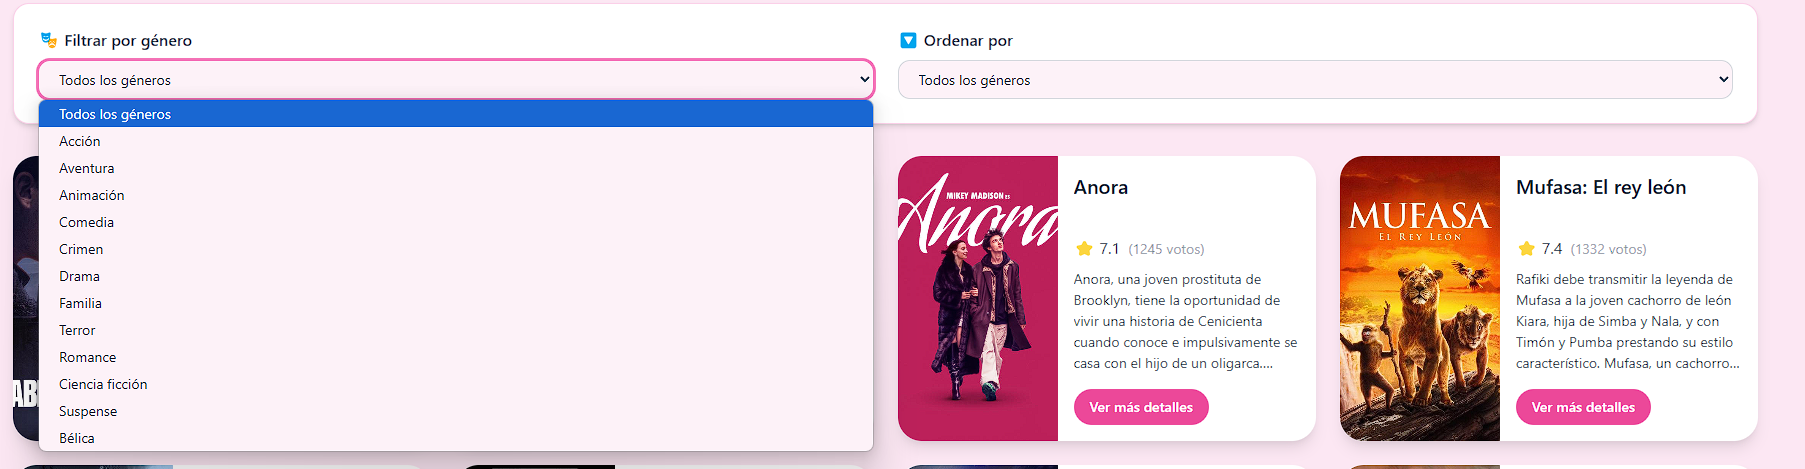 Filtrar por género
Todos los géneros
Todos los géneros
Acción
Aventura
Animación
Comedia
Crimen
Drama
Familia
Terror
Romance
Ciencia ficción
Suspense
Bélica
Ordenar por
Todos los géneros
AB
MIKEY MADISON ES
Anora
Anora
7.1 (1245 votos)
Anora, una joven prostituta de
Brooklyn, tiene la oportunidad de
vivir una historia de Cenicienta
cuando conoce e impulsivamente se
casa con el hijo de un oligarca....
Ver más detalles
MUFASA
EL REY LEÓN
Mufasa: El rey león
7.4 (1332 votos)
Rafiki debe transmitir la leyenda de
Mufasa a la joven cachorro de león
Kiara, hija de Simba y Nala, y con
Timón y Pumba prestando su estilo
característico. Mufasa, un cachorro...
Ver más detalles